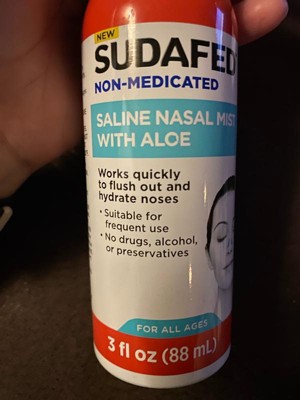 NEW
SUDAFED
NON-MEDICATED
SALINE NASAL MIST
WITH ALOE
Works quickly
to flush out and
hydrate noses
• Suitable for
frequent use
• No drugs, alcohol,
or preservatives
FOR ALL AGES
3 fl oz (88 mL)